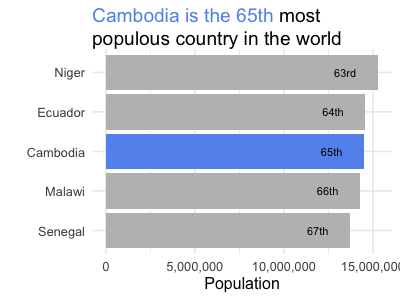 Cambodia is the 65th most
populous country in the world
Niger 63rd
Ecuador 64th
Cambodia 65th
Malawi 66th
Senegal 67th
0 5,000,000 10,000,000 15,000,000
Population